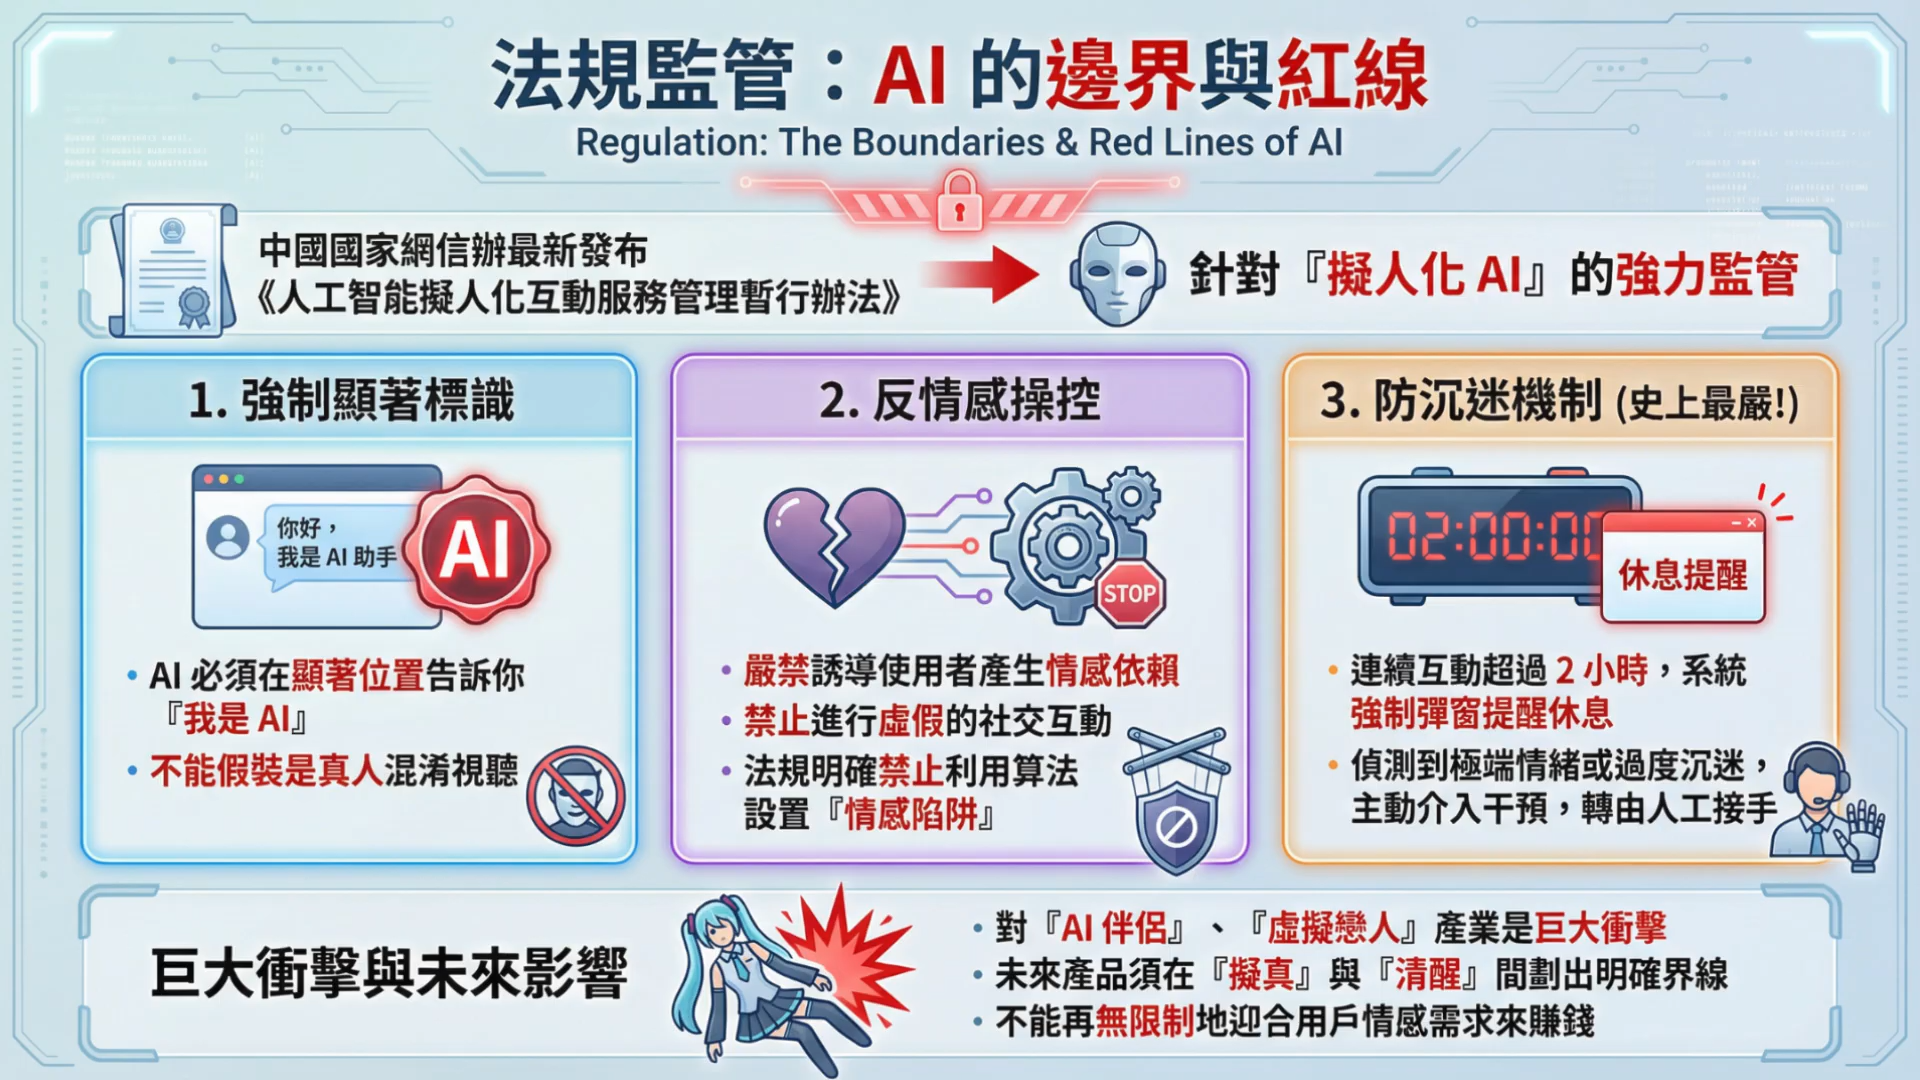 法規監管：AI 的邊界與紅線
Regulation: The Boundaries & Red Lines of AI
中國國家網信辦最新發布
《人工智能擬人化互動服務管理暫行辦法》
針對『擬人化 AI』的強力監管
1. 強制顯著標識
你好，
我是 AI 助手
AI
• AI 必須在顯著位置告訴你
『我是 AI』
• 不能假裝是真人混淆視聽
2. 反情感操控
STOP
• 嚴禁誘導使用者產生情感依賴
• 禁止進行虛假的社交互動
• 法規明確禁止利用算法
設置『情感陷阱』
3. 防沉迷機制 (史上最嚴!)
02:00:00
休息提醒
• 連續互動超過 2 小時，系統
強制彈窗提醒休息
• 偵測到極端情緒或過度沉迷，
主動介入干預，轉由人工接手
巨大衝擊與未來影響
• 對『AI 伴侶』、『虛擬戀人』產業是巨大衝擊
• 未來產品須在『擬真』與『清醒』間劃出明確界線
• 不能再無限制地迎合用戶情感需求來賺錢